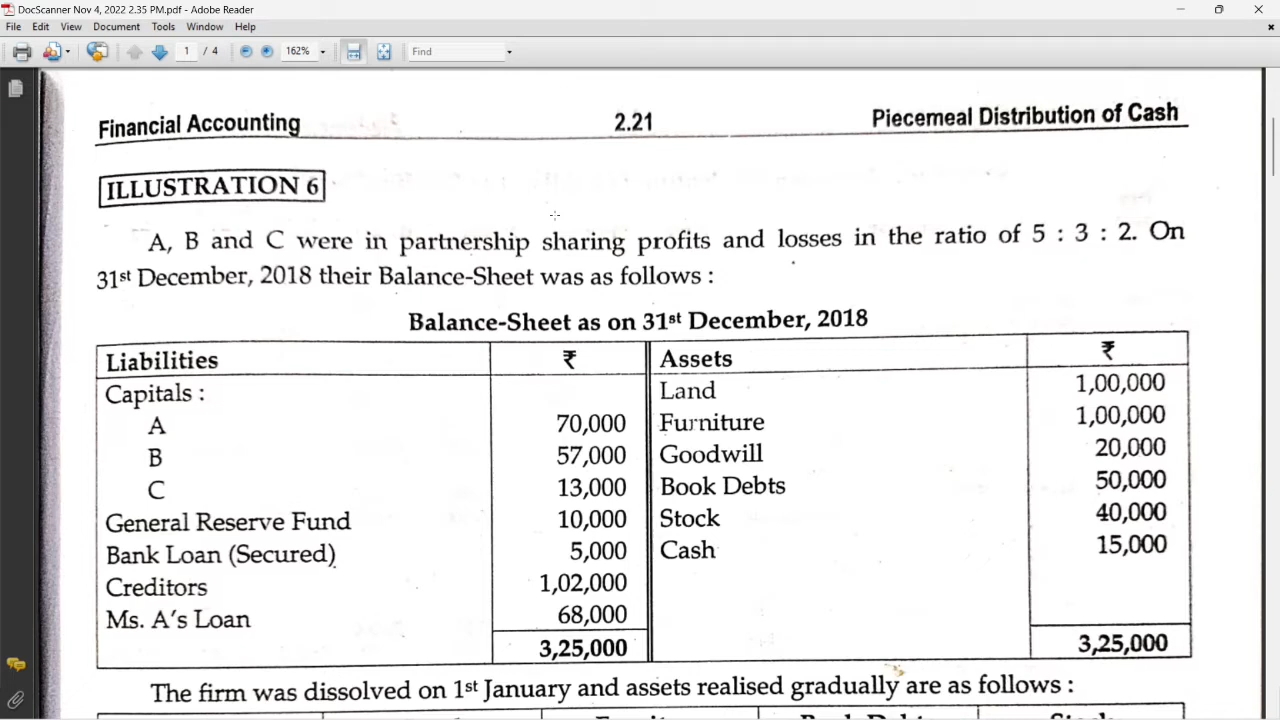 DocScanner Nov 4, 2022 2.35 PM.pdf - Adobe Reader
File Edit View Document Tools Window Help
1 / 4 162% Find
Financial Accounting 2.21 Piecemeal Distribution of Cash
ILLUSTRATION 6
A, B and C were in partnership sharing profits and losses in the ratio of 5 : 3 : 2. On
31st December, 2018 their Balance-Sheet was as follows :
Balance-Sheet as on 31st December, 2018
Liabilities ₹ Assets ₹
Capitals : Land 1,00,000
A 70,000 Furniture 1,00,000
B 57,000 Goodwill 20,000
C 13,000 Book Debts 50,000
General Reserve Fund 10,000 Stock 40,000
Bank Loan (Secured) 5,000 Cash 15,000
Creditors 1,02,000
Ms. A's Loan 68,000
3,25,000 3,25,000
The firm was dissolved on 1st January and assets realised gradually are as follows :